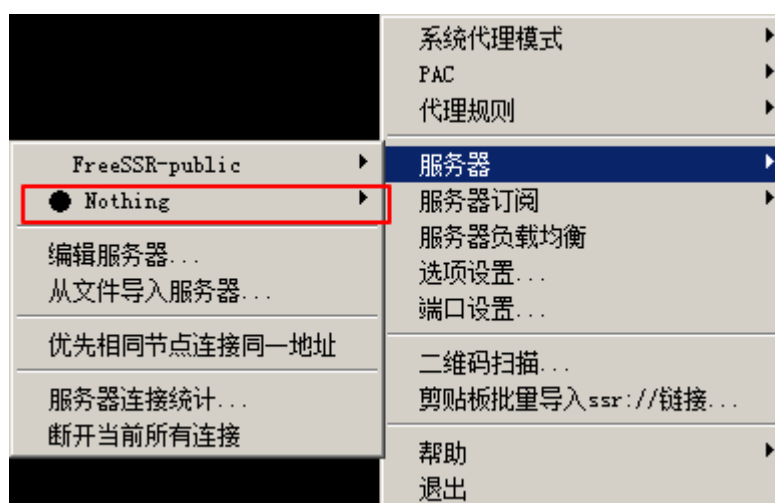 系统代理模式
PAC
代理规则
服务器
服务器订阅
服务器负载均衡
选项设置...
端口设置...
二维码扫描...
剪贴板批量导入ssr://链接...
帮助
退出
FreeSSR-public
Nothing
编辑服务器...
从文件导入服务器...
优先相同节点连接同一地址
服务器连接统计...
断开当前所有连接